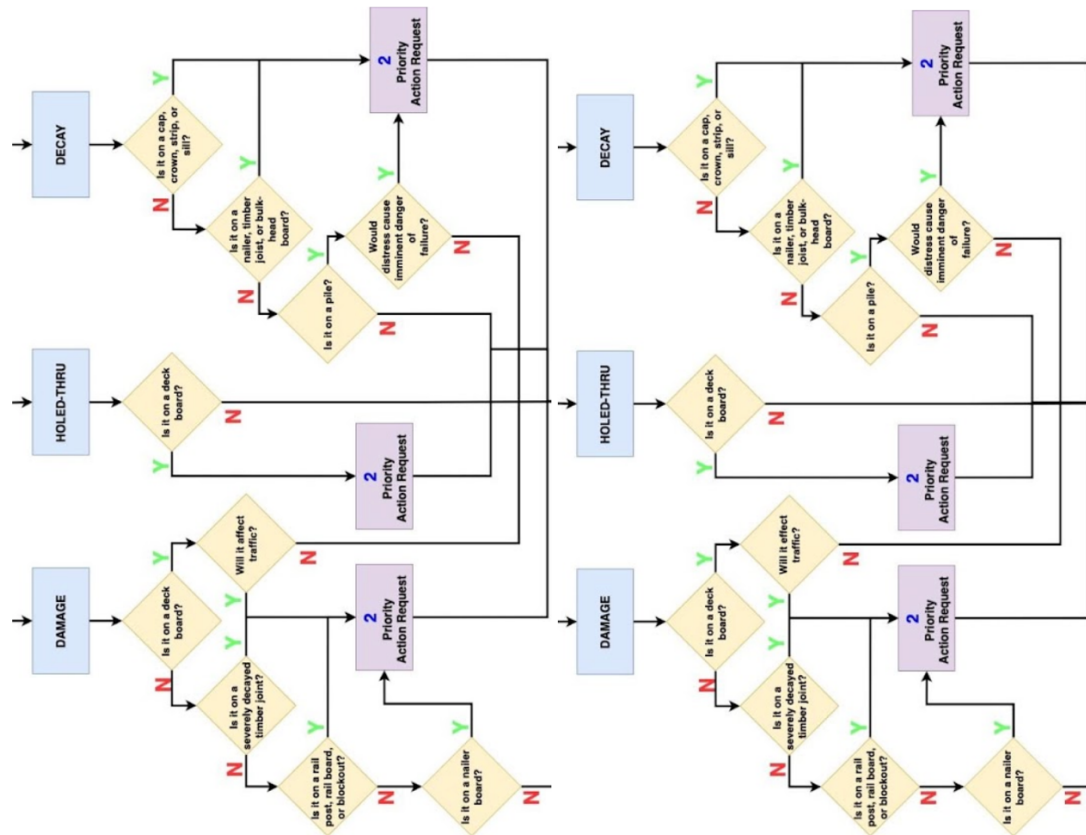 DECAY
Is it on a cap,
crown, strip, or
sill?
Y
N
Is it on a
nailer, timber
joist, or bulk-
head
board?
Y
N
Is it on a pile?
Y
N
Would
distress cause
imminent danger
of
failure?
Y
N
2
Priority
Action Request
HOLED-THRU
Is it on a deck
board?
Y
N
2
Priority
Action Request
DAMAGE
Is it on a deck
board?
Y
N
Will it affect
traffic?
Y
N
Is it on a
severely decayed
timber joint?
Y
N
Is it on a rail
post, rail board,
or blockout?
Y
N
Is it on a nailer
board?
Y
N
2
Priority
Action Request
DECAY
Is it on a cap,
crown, strip, or
sill?
Y
N
Is it on a
nailer, timber
joist, or bulk-
head
board?
Y
N
Is it on a pile?
Y
N
Would
distress cause
imminent danger
of
failure?
Y
N
2
Priority
Action Request
HOLED-THRU
Is it on a deck
board?
Y
N
2
Priority
Action Request
DAMAGE
Is it on a deck
board?
Y
N
Will it effect
traffic?
Y
N
Is it on a
severely decayed
timber joint?
Y
N
Is it on a rail
post, rail board,
or blockout?
Y
N
Is it on a nailer
board?
Y
N
2
Priority
Action Request